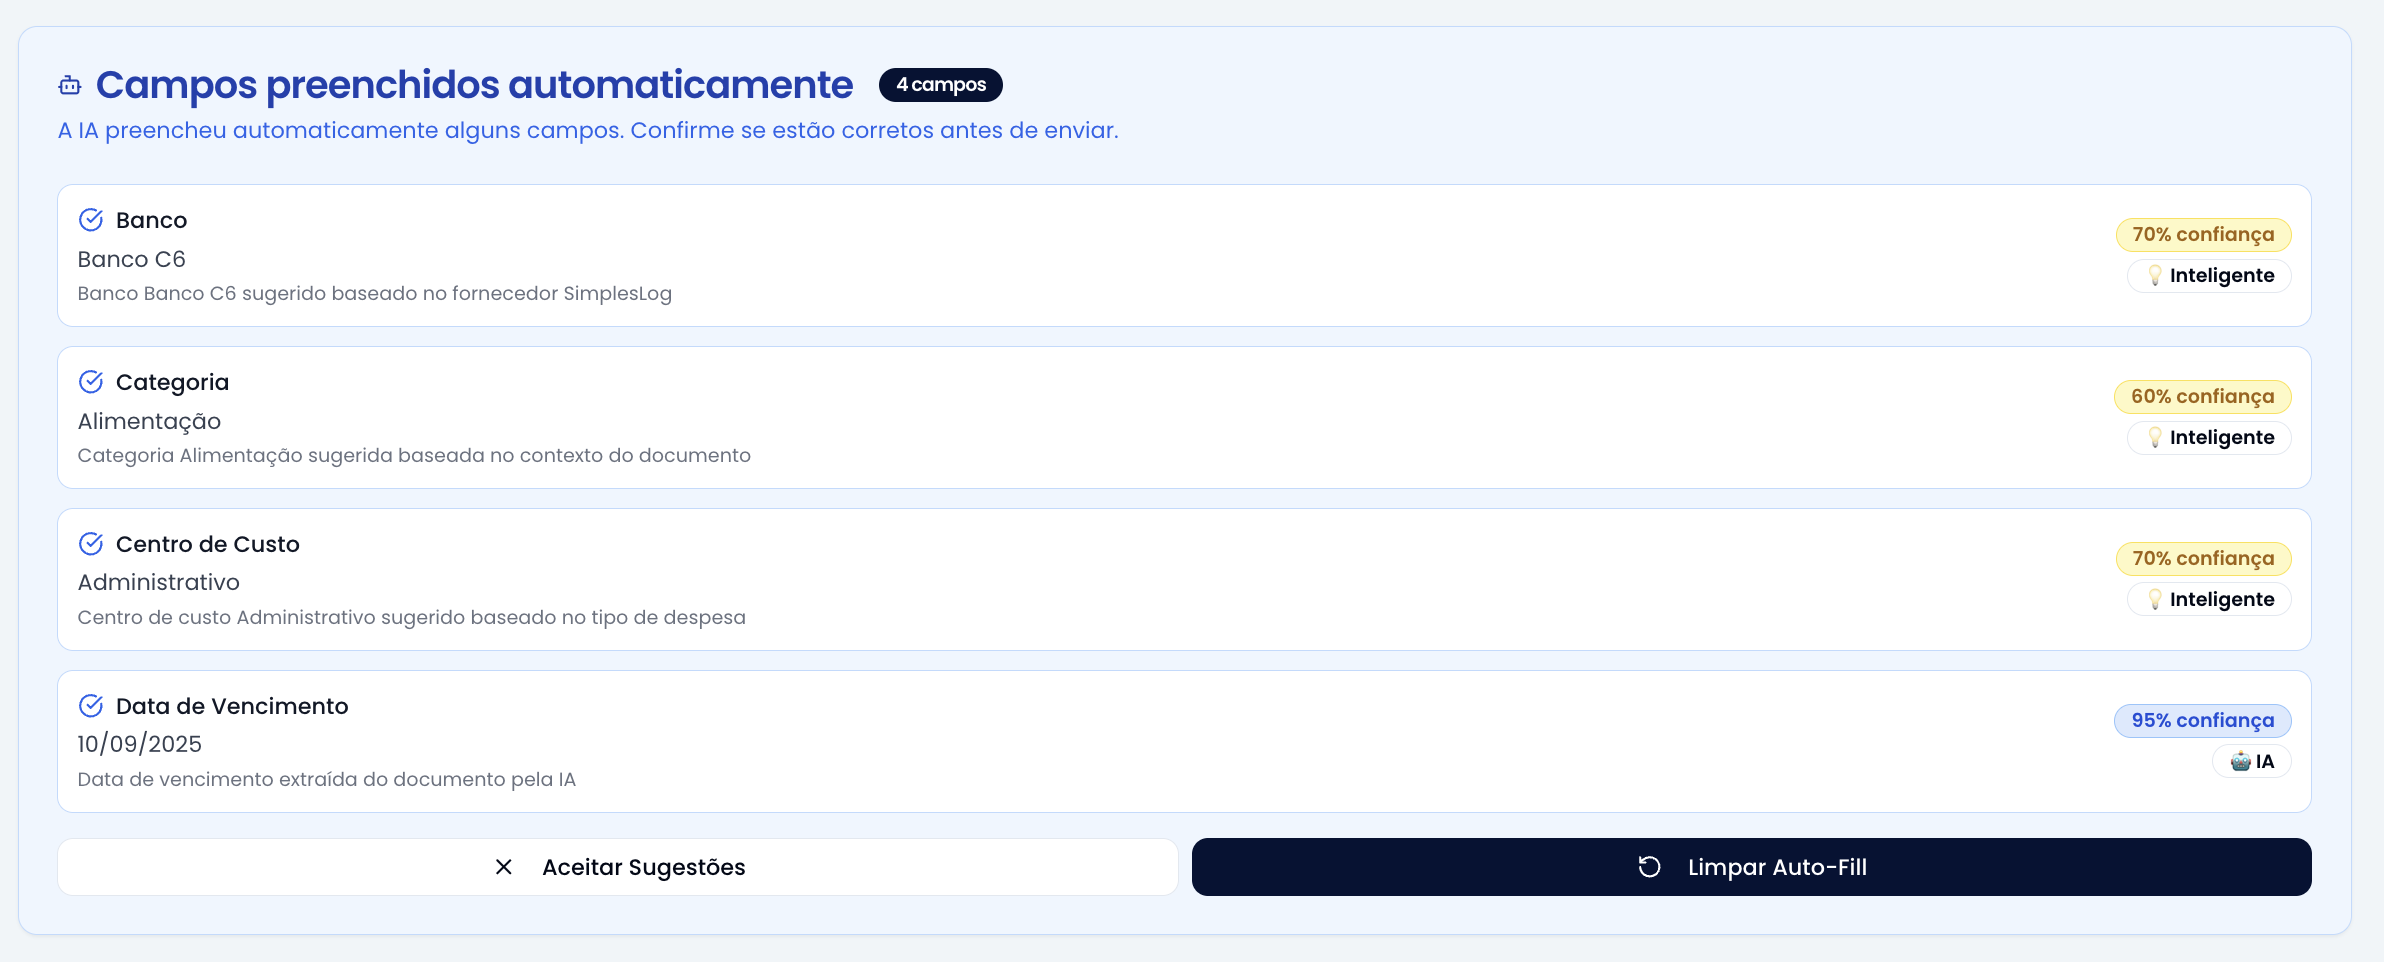 Campos preenchidos automaticamente 4 campos
A IA preencheu automaticamente alguns campos. Confirme se estão corretos antes de enviar.
Banco
Banco C6
Banco Banco C6 sugerido baseado no fornecedor SimplesLog
70% confiança
Inteligente
Categoria
Alimentação
Categoria Alimentação sugerida baseada no contexto do documento
60% confiança
Inteligente
Centro de Custo
Administrativo
Centro de custo Administrativo sugerido baseado no tipo de despesa
70% confiança
Inteligente
Data de Vencimento
10/09/2025
Data de vencimento extraída do documento pela IA
95% confiança
IA
Aceitar Sugestões
Limpar Auto-Fill